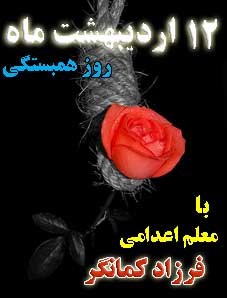 ۱۲ اردیبهشت ماه
روز همبستگی
با
معلم اعدامی
فرزاد کمانگر